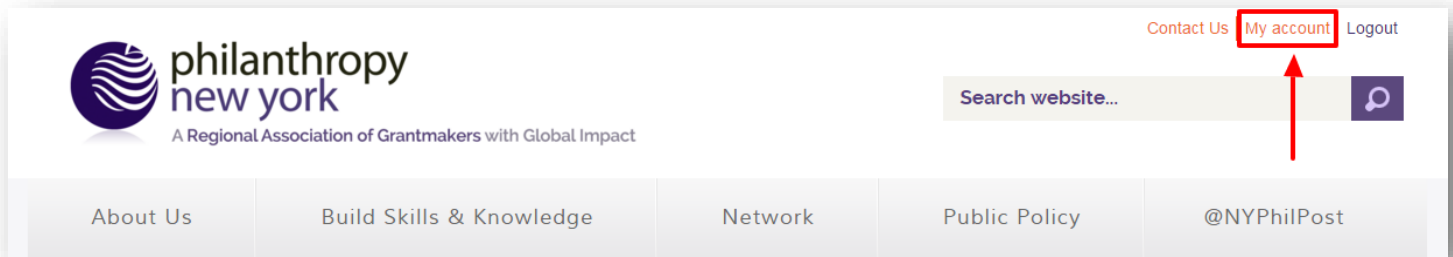 Contact Us | My account Logout
philanthropy
new york
A Regional Association of Grantmakers with Global Impact
Search website...
About Us Build Skills & Knowledge Network Public Policy @NYPhilPost